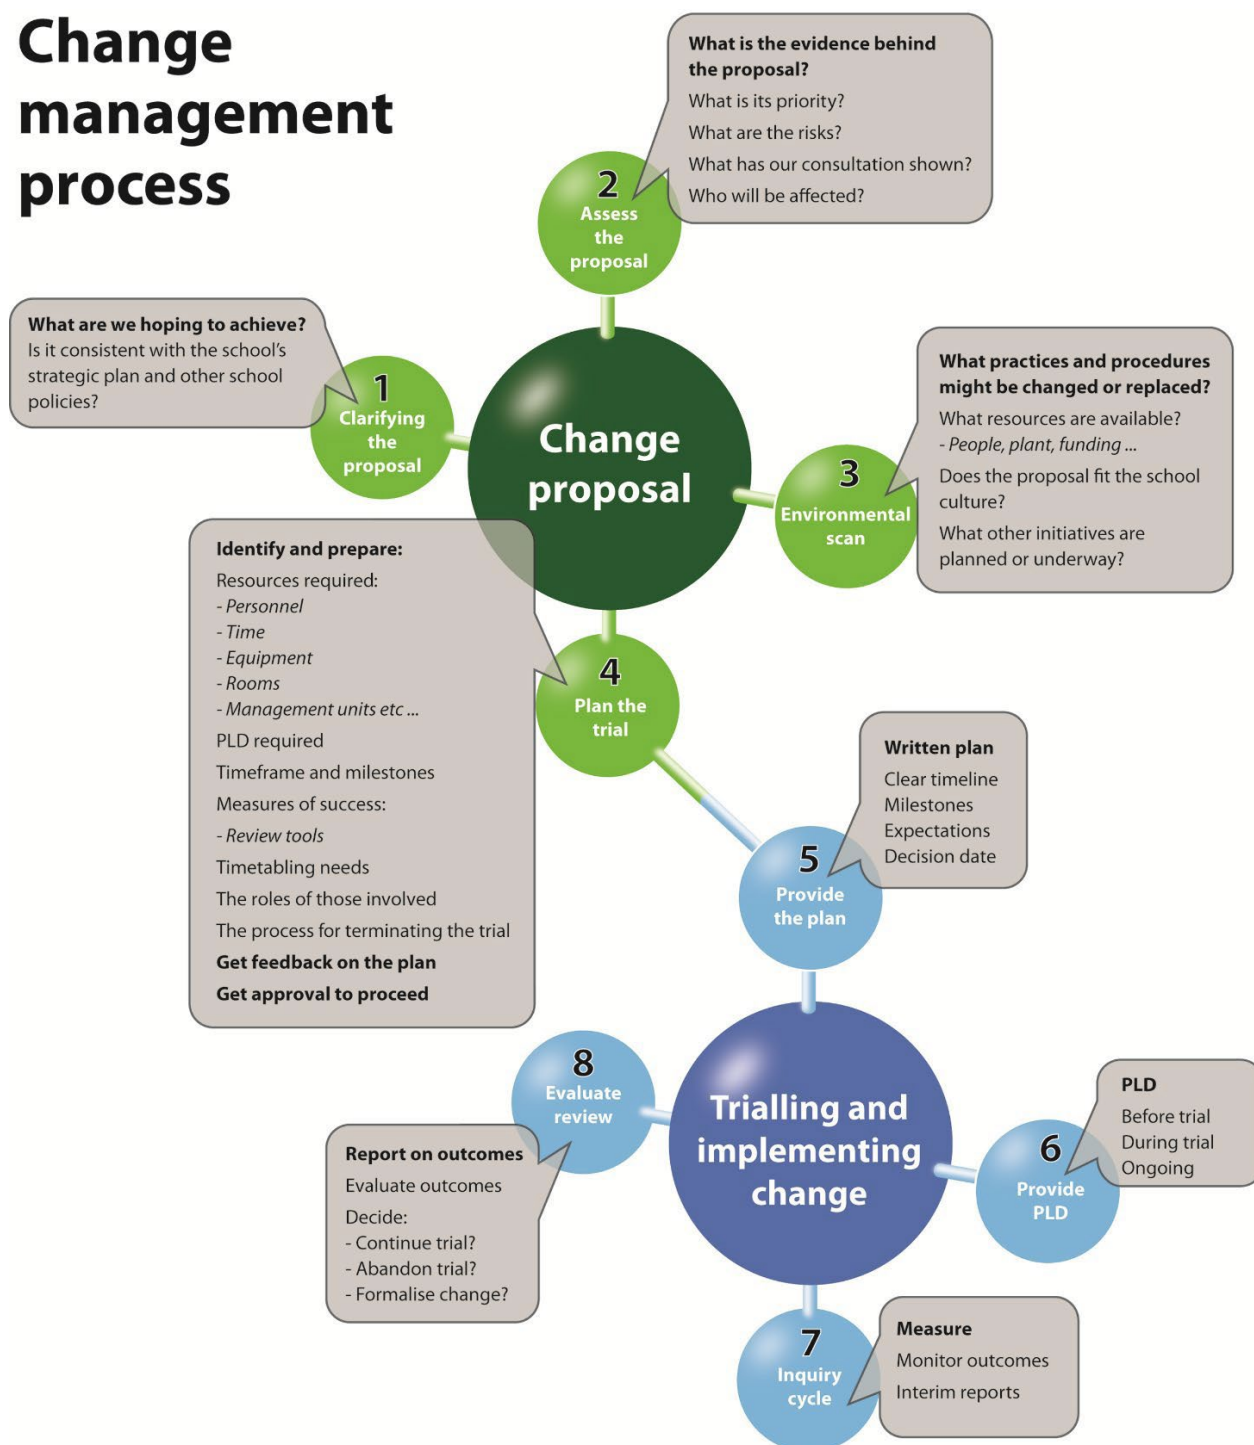 Change
management
process
What are we hoping to achieve?
Is it consistent with the school’s
strategic plan and other school
policies?
1
Clarifying
the
proposal
What is the evidence behind
the proposal?
What is its priority?
What are the risks?
What has our consultation shown?
Who will be affected?
2
Assess
the
proposal
Change
proposal
What practices and procedures
might be changed or replaced?
What resources are available?
- People, plant, funding ...
Does the proposal fit the school
culture?
What other initiatives are
planned or underway?
3
Environmental
scan
Identify and prepare:
Resources required:
- Personnel
- Time
- Equipment
- Rooms
- Management units etc ...
PLD required
Timeframe and milestones
Measures of success:
- Review tools
Timetabling needs
The roles of those involved
The process for terminating the trial
Get feedback on the plan
Get approval to proceed
4
Plan the
trial
Written plan
Clear timeline
Milestones
Expectations
Decision date
5
Provide
the plan
Trialling and
implementing
change
PLD
Before trial
During trial
Ongoing
6
Provide
PLD
Measure
Monitor outcomes
Interim reports
7
Inquiry
cycle
8
Evaluate
review
Report on outcomes
Evaluate outcomes
Decide:
- Continue trial?
- Abandon trial?
- Formalise change?